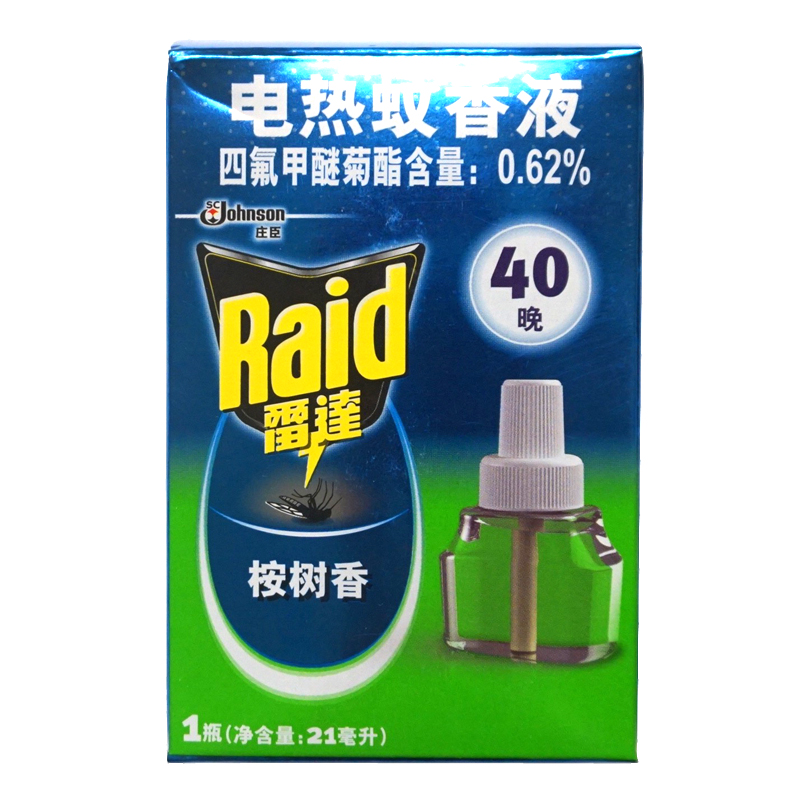 电热蚊香液
四氟甲醚菊酯含量：0.62%
SC Johnson
庄臣
40
晚
Raid
雷達
桉树香
1瓶(净含量:21毫升)